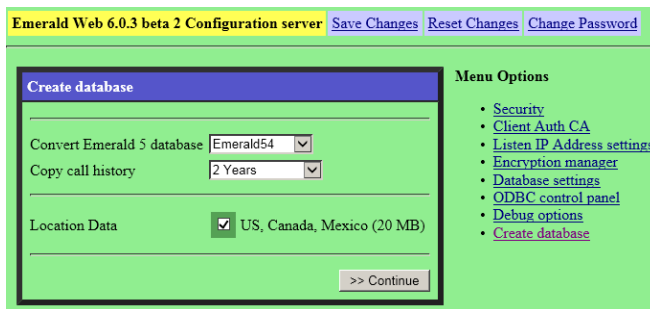 Emerald Web 6.0.3 beta 2 Configuration server Save Changes Reset Changes Change Password
Create database
Convert Emerald 5 database Emerald54
Copy call history 2 Years
Location Data US, Canada, Mexico (20 MB)
>> Continue
Menu Options
Security
Client Auth CA
Listen IP Address settings
Encryption manager
Database settings
ODBC control panel
Debug options
Create database